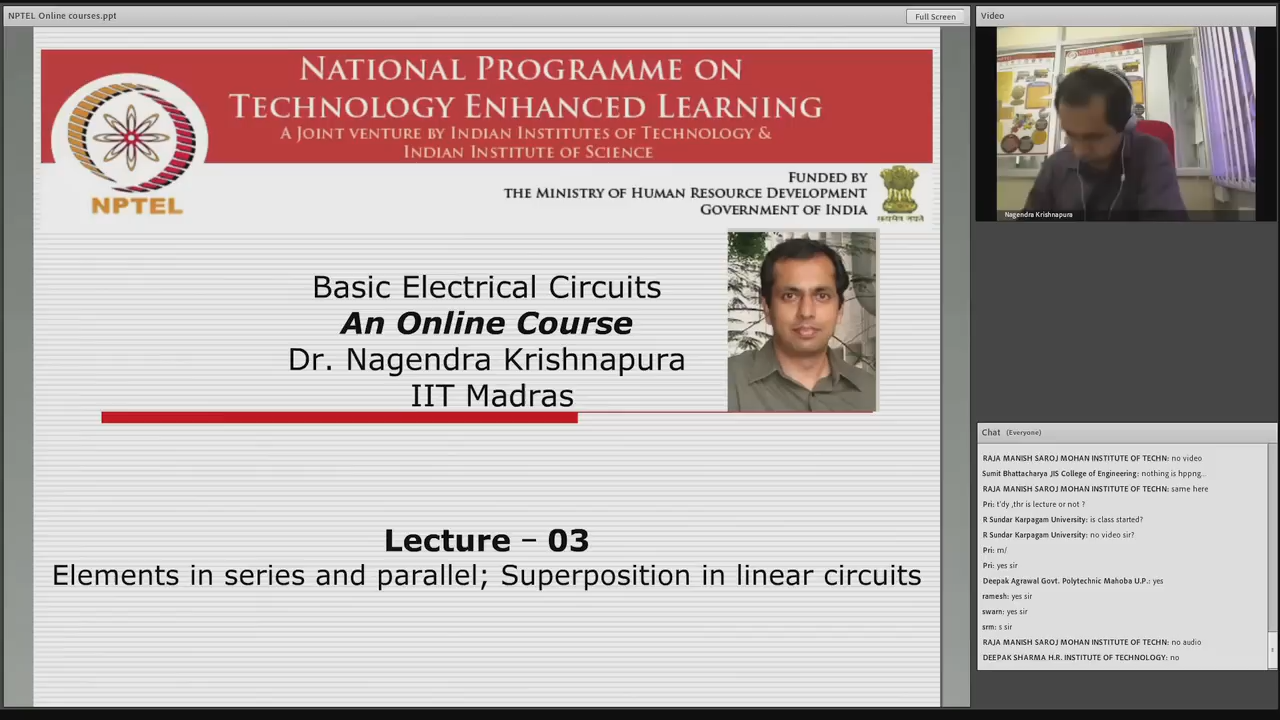 NPTEL Online courses.ppt
Full Screen
NATIONAL PROGRAMME ON
TECHNOLOGY ENHANCED LEARNING
A JOINT VENTURE BY INDIAN INSTITUTES OF TECHNOLOGY &
INDIAN INSTITUTE OF SCIENCE
NPTEL
FUNDED BY
THE MINISTRY OF HUMAN RESOURCE DEVELOPMENT
GOVERNMENT OF INDIA
सत्यमेव जयते
Basic Electrical Circuits
An Online Course
Dr. Nagendra Krishnapura
IIT Madras
Lecture – 03
Elements in series and parallel; Superposition in linear circuits
Video
Nagendra Krishnapura
Chat (Everyone)
RAJA MANISH SAROJ MOHAN INSTITUTE OF TECHN: no video
Sumit Bhattacharya JIS College of Engineering: nothing is hppng..
RAJA MANISH SAROJ MOHAN INSTITUTE OF TECHN: same here
Pri: t'dy ,thr is lecture or not ?
R Sundar Karpagam University: is class started?
R Sundar Karpagam University: no video sir?
Pri: m/
Pri: yes sir
Deepak Agrawal Govt. Polytechnic Mahoba U.P.: yes
ramesh: yes sir
swarn: yes sir
srm: s sir
RAJA MANISH SAROJ MOHAN INSTITUTE OF TECHN: no audio
DEEPAK SHARMA H.R. INSTITUTE OF TECHNOLOGY: no